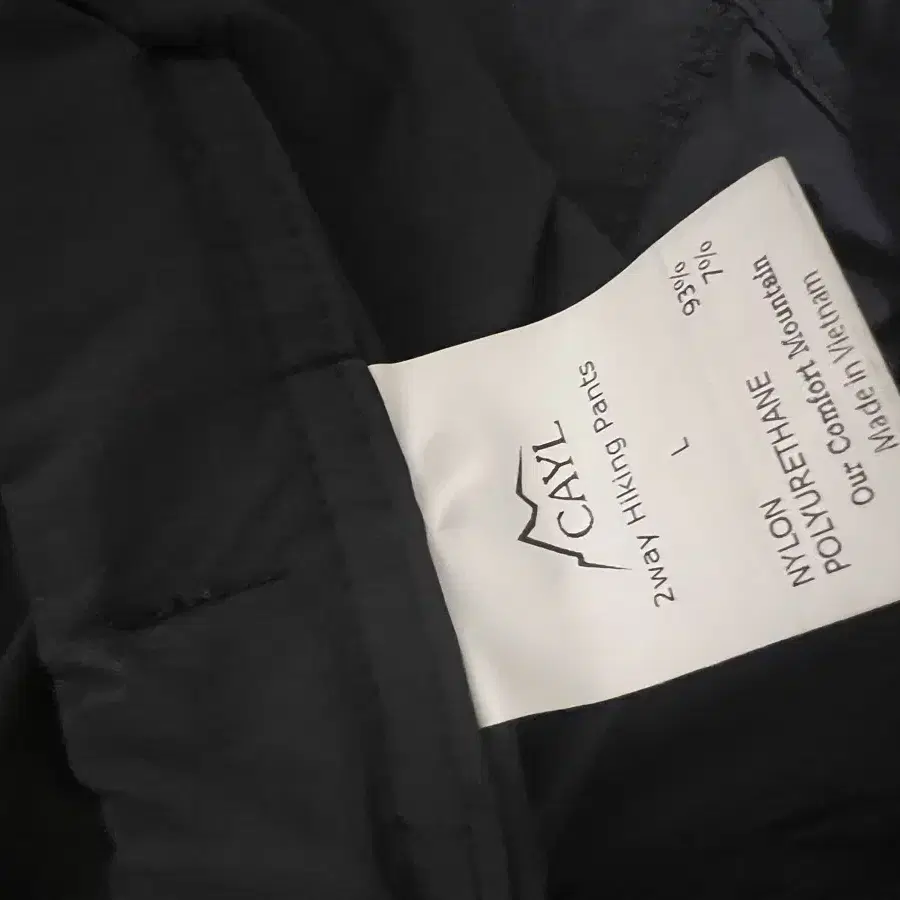 CAYL
2way Hiking Pants
L
NYLON 93%
POLYURETHANE 7%
Our Comfort Mountain
Made in Vietnam